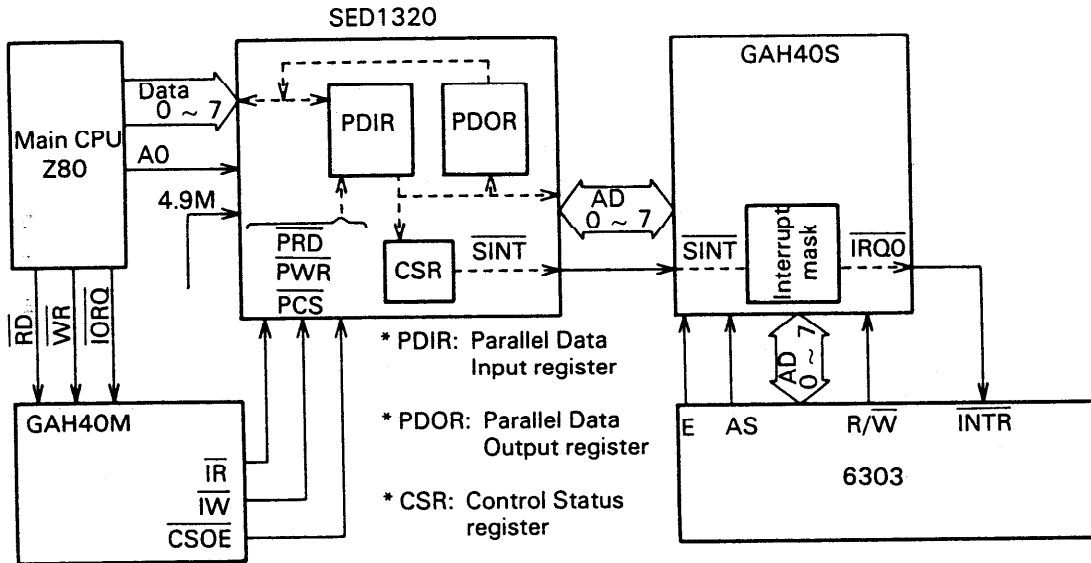 SED1320
Main CPU
Z80
Data
0 ~ 7
A0
4.9M
PDIR
PDOR
PRD
PWR
PCS
CSR
SINT
AD
0 ~ 7
GAH40S
SINT
Interrupt
mask
IRQ0
RD
WR
IORQ
GAH40M
IR
IW
CSOE
* PDIR: Parallel Data
Input register
* PDOR: Parallel Data
Output register
* CSR: Control Status
register
AD
0 ~ 7
E
AS
R/W
INTR
6303